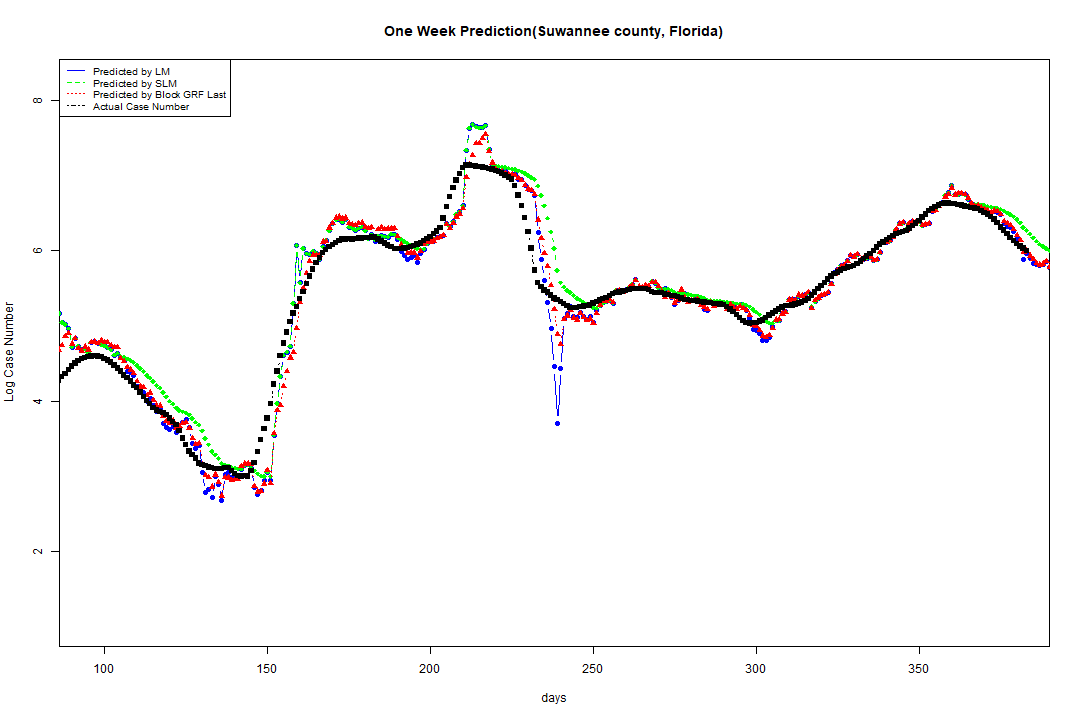 One Week Prediction(Suwannee county, Florida)
Predicted by LM
Predicted by SLM
Predicted by Block GRF Last
Actual Case Number
Log Case Number
8
6
4
2
100 150 200 250 300 350
days